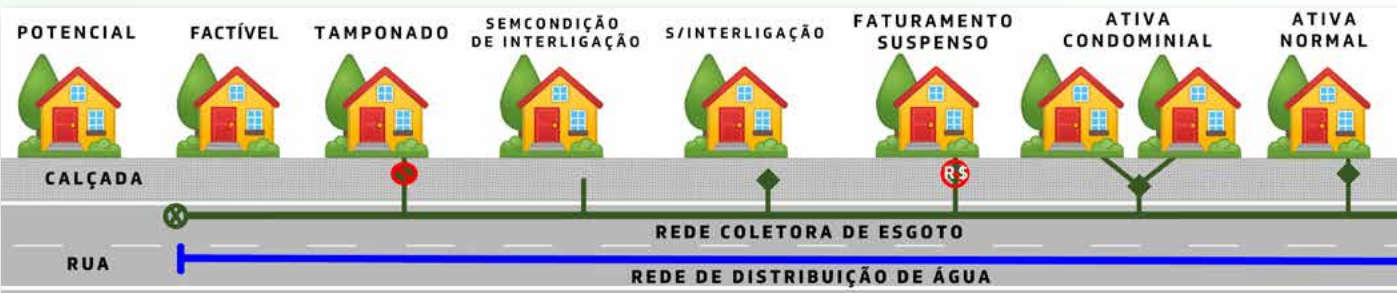 POTENCIAL
FACTÍVEL
TAMPONADO
SEMCONDIÇÃO
DE INTERLIGAÇÃO
S/INTERLIGAÇÃO
FATURAMENTO
SUSPENSO
ATIVA
CONDOMINIAL
ATIVA
NORMAL
CALÇADA
R$
REDE COLETORA DE ESGOTO
RUA
REDE DE DISTRIBUIÇÃO DE ÁGUA